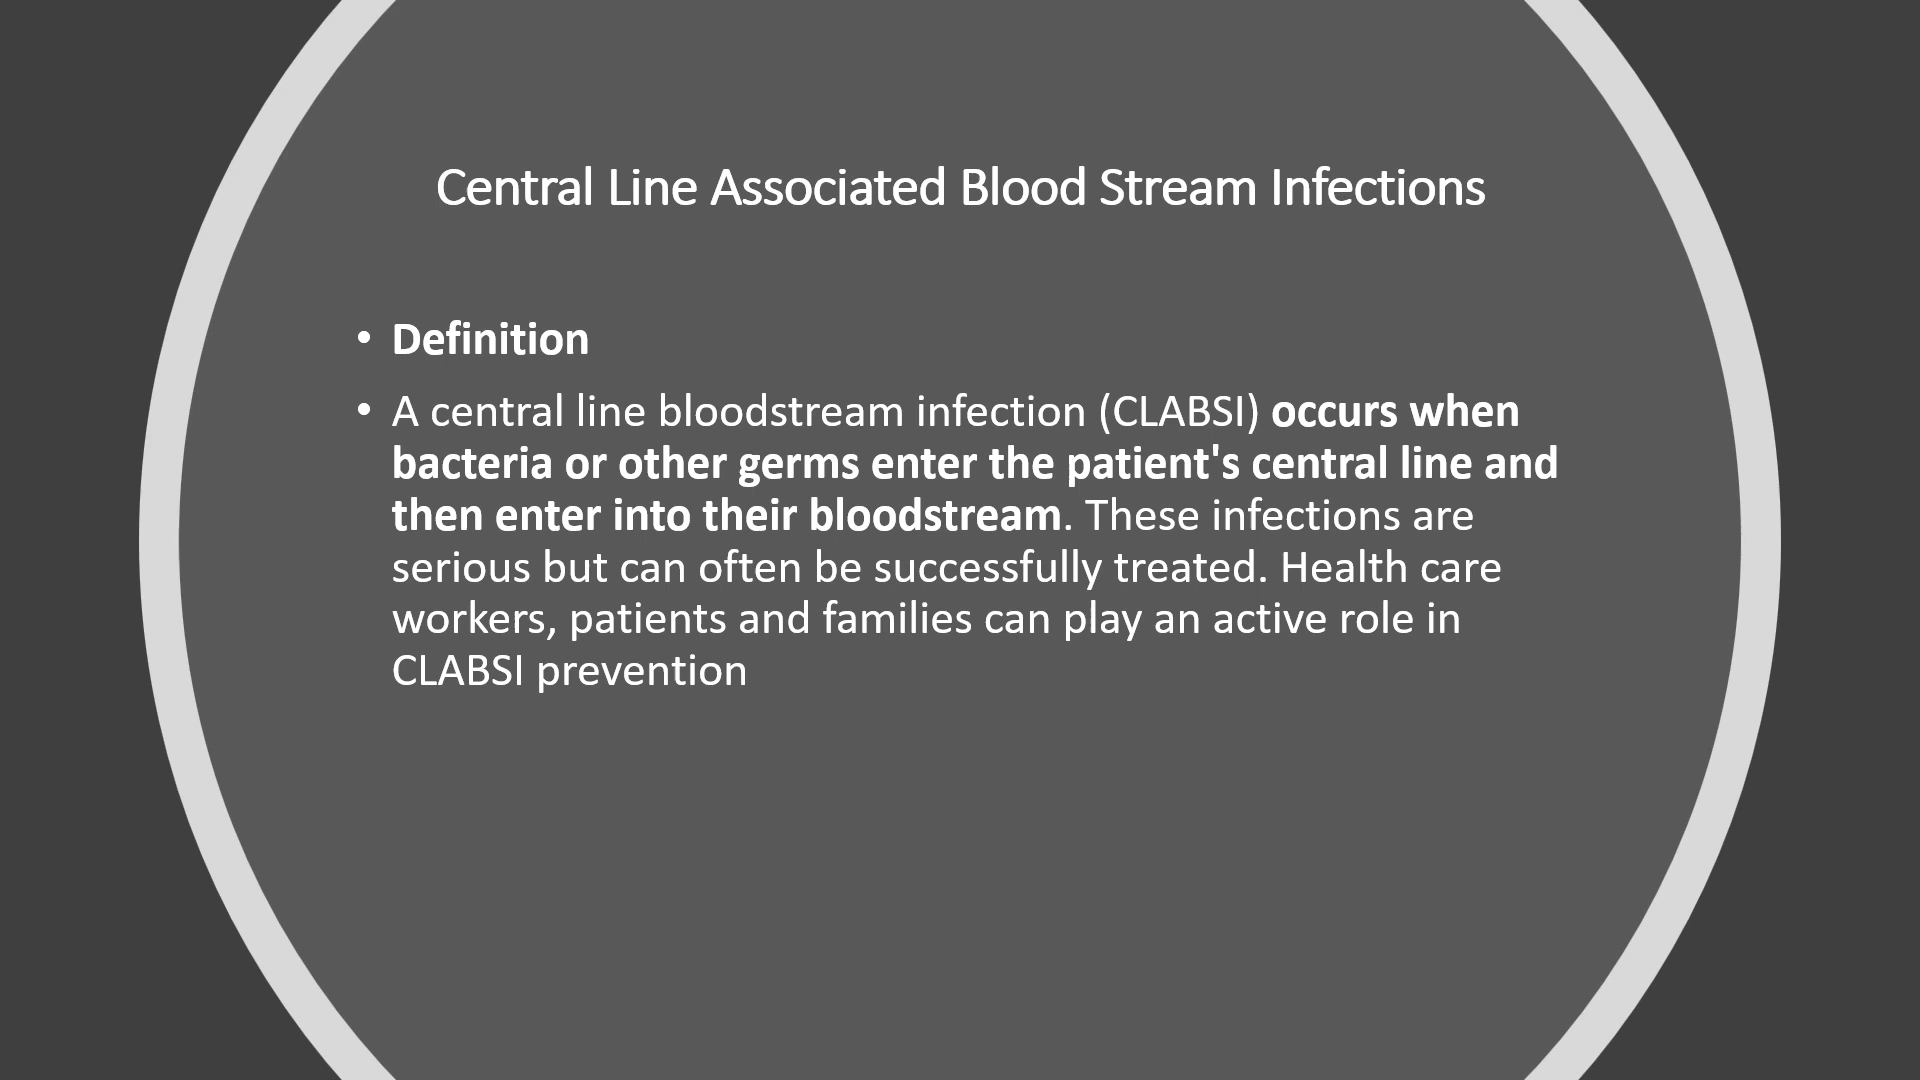 Central Line Associated Blood Stream Infections
• Definition
• A central line bloodstream infection (CLABSI) occurs when
bacteria or other germs enter the patient's central line and
then enter into their bloodstream. These infections are
serious but can often be successfully treated. Health care
workers, patients and families can play an active role in
CLABSI prevention